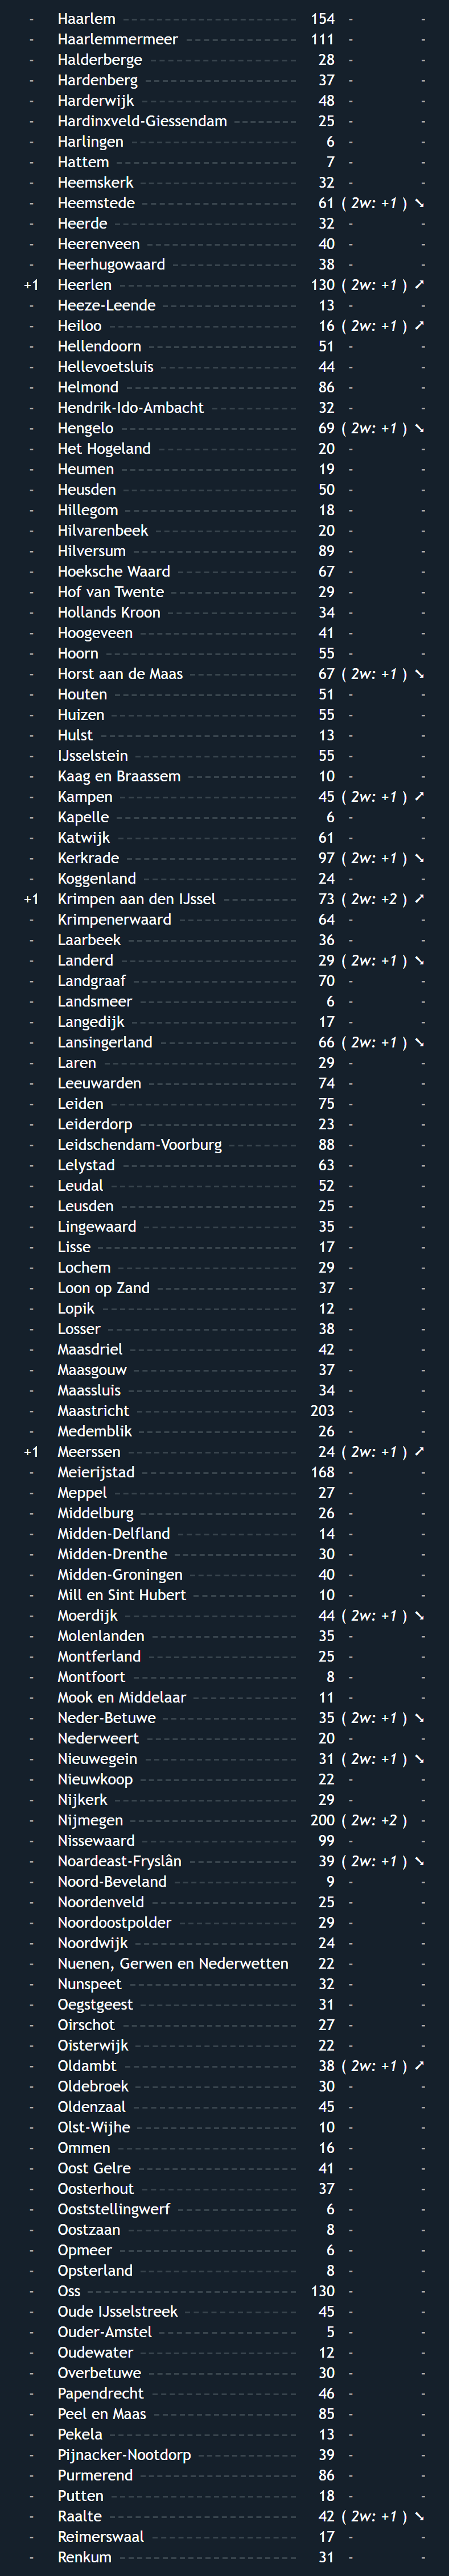 - Haarlem 154 - -
- Haarlemmermeer 111 - -
- Halderberge 28 - -
- Hardenberg 37 - -
- Harderwijk 48 - -
- Hardinxveld-Giessendam 25 - -
- Harlingen 6 - -
- Hattem 7 - -
- Heemskerk 32 - -
- Heemstede 61 ( 2w: +1 ) ➘
- Heerde 32 - -
- Heerenveen 40 - -
- Heerhugowaard 38 - -
+1 Heerlen 130 ( 2w: +1 ) ➚
- Heeze-Leende 13 - -
- Heiloo 16 ( 2w: +1 ) ➚
- Hellendoorn 51 - -
- Hellevoetsluis 44 - -
- Helmond 86 - -
- Hendrik-Ido-Ambacht 32 - -
- Hengelo 69 ( 2w: +1 ) ➘
- Het Hogeland 20 - -
- Heumen 19 - -
- Heusden 50 - -
- Hillegom 18 - -
- Hilvarenbeek 20 - -
- Hilversum 89 - -
- Hoeksche Waard 67 - -
- Hof van Twente 29 - -
- Hollands Kroon 34 - -
- Hoogeveen 41 - -
- Hoorn 55 - -
- Horst aan de Maas 67 ( 2w: +1 ) ➘
- Houten 51 - -
- Huizen 55 - -
- Hulst 13 - -
- IJsselstein 55 - -
- Kaag en Braassem 10 - -
- Kampen 45 ( 2w: +1 ) ➚
- Kapelle 6 - -
- Katwijk 61 - -
- Kerkrade 97 ( 2w: +1 ) ➘
- Koggenland 24 - -
+1 Krimpen aan den IJssel 73 ( 2w: +2 ) ➚
- Krimpenerwaard 64 - -
- Laarbeek 36 - -
- Landerd 29 ( 2w: +1 ) ➘
- Landgraaf 70 - -
- Landsmeer 6 - -
- Langedijk 17 - -
- Lansingerland 66 ( 2w: +1 ) ➘
- Laren 29 - -
- Leeuwarden 74 - -
- Leiden 75 - -
- Leiderdorp 23 - -
- Leidschendam-Voorburg 88 - -
- Lelystad 63 - -
- Leudal 52 - -
- Leusden 25 - -
- Lingewaard 35 - -
- Lisse 17 - -
- Lochem 29 - -
- Loon op Zand 37 - -
- Lopik 12 - -
- Losser 38 - -
- Maasdriel 42 - -
- Maasgouw 37 - -
- Maassluis 34 - -
- Maastricht 203 - -
- Medemblik 26 - -
+1 Meerssen 24 ( 2w: +1 ) ➚
- Meierijstad 168 - -
- Meppel 27 - -
- Middelburg 26 - -
- Midden-Delfland 14 - -
- Midden-Drenthe 30 - -
- Midden-Groningen 40 - -
- Mill en Sint Hubert 10 - -
- Moerdijk 44 ( 2w: +1 ) ➘
- Molenlanden 35 - -
- Montferland 25 - -
- Montfoort 8 - -
- Mook en Middelaar 11 - -
- Neder-Betuwe 35 ( 2w: +1 ) ➘
- Nederweert 20 - -
- Nieuwegein 31 ( 2w: +1 ) ➘
- Nieuwkoop 22 - -
- Nijkerk 29 - -
- Nijmegen 200 ( 2w: +2 ) -
- Nissewaard 99 - -
- Noardeast-Fryslân 39 ( 2w: +1 ) ➘
- Noord-Beveland 9 - -
- Noordenveld 25 - -
- Noordoostpolder 29 - -
- Noordwijk 24 - -
- Nuenen, Gerwen en Nederwetten 22 - -
- Nunspeet 32 - -
- Oegstgeest 31 - -
- Oirschot 27 - -
- Oisterwijk 22 - -
- Oldambt 38 ( 2w: +1 ) ➚
- Oldebroek 30 - -
- Oldenzaal 45 - -
- Olst-Wijhe 10 - -
- Ommen 16 - -
- Oost Gelre 41 - -
- Oosterhout 37 - -
- Ooststellingwerf 6 - -
- Oostzaan 8 - -
- Opmeer 6 - -
- Opsterland 8 - -
- Oss 130 - -
- Oude IJsselstreek 45 - -
- Ouder-Amstel 5 - -
- Oudewater 12 - -
- Overbetuwe 30 - -
- Papendrecht 46 - -
- Peel en Maas 85 - -
- Pekela 13 - -
- Pijnacker-Nootdorp 39 - -
- Purmerend 86 - -
- Putten 18 - -
- Raalte 42 ( 2w: +1 ) ➘
- Reimerswaal 17 - -
- Renkum 31 - -